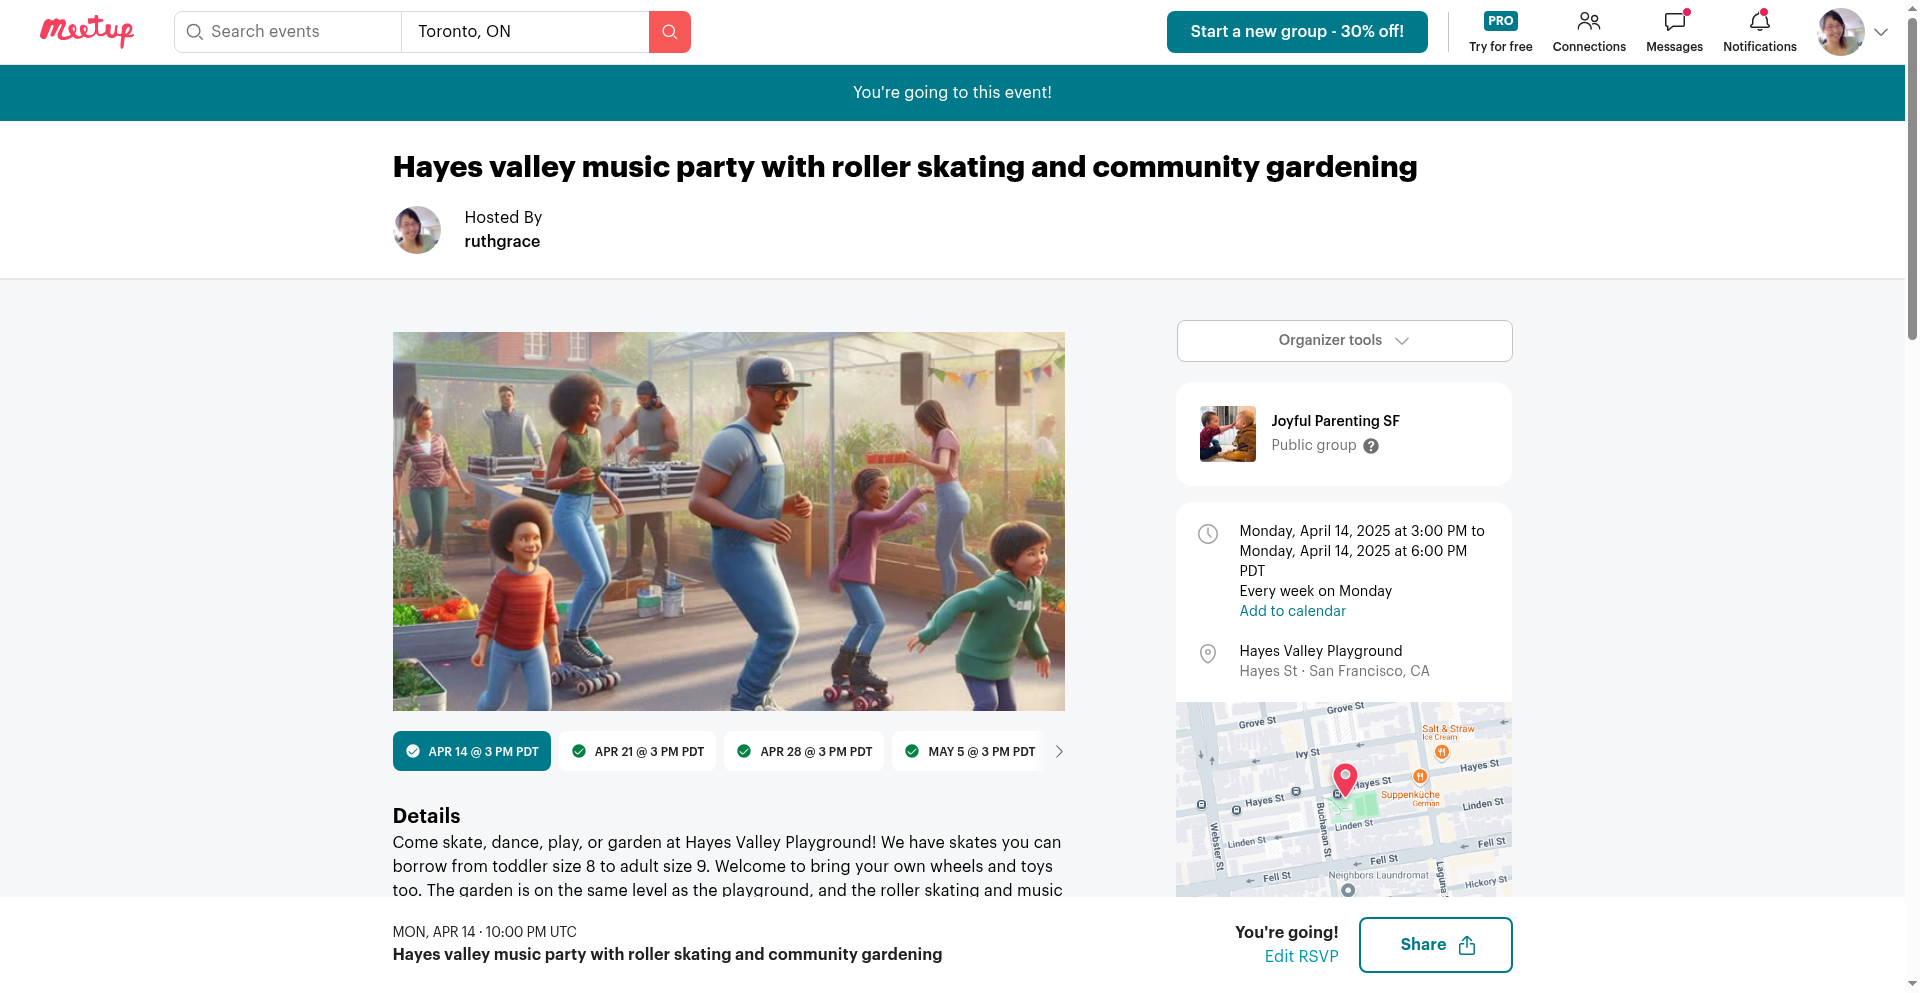 Meetup
Search events
Toronto, ON
Start a new group - 30% off!
PRO
Try for free
Connections
Messages
Notifications
You're going to this event!
Hayes valley music party with roller skating and community gardening
Hosted By
ruthgrace
Organizer tools
Joyful Parenting SF
Public group ?
Monday, April 14, 2025 at 3:00 PM to
Monday, April 14, 2025 at 6:00 PM
PDT
Every week on Monday
Add to calendar
Hayes Valley Playground
Hayes St · San Francisco, CA
APR 14 @ 3 PM PDT
APR 21 @ 3 PM PDT
APR 28 @ 3 PM PDT
MAY 5 @ 3 PM PDT
Details
Come skate, dance, play, or garden at Hayes Valley Playground! We have skates you can
borrow from toddler size 8 to adult size 9. Welcome to bring your own wheels and toys
too. The garden is on the same level as the playground, and the roller skating and music
Grove St
Grove St
Salt & Straw
Ice Cream
Ivy St
Hayes St
Hayes St
Suppenküche
German
Hayes St
Linden St
Buchanan St
Linden St
Webster St
Linden St
Fell St
Fell St
Neighbors Laundromat
Laguna
Fell St
Hickory St
MON, APR 14 · 10:00 PM UTC
Hayes valley music party with roller skating and community gardening
You're going!
Edit RSVP
Share